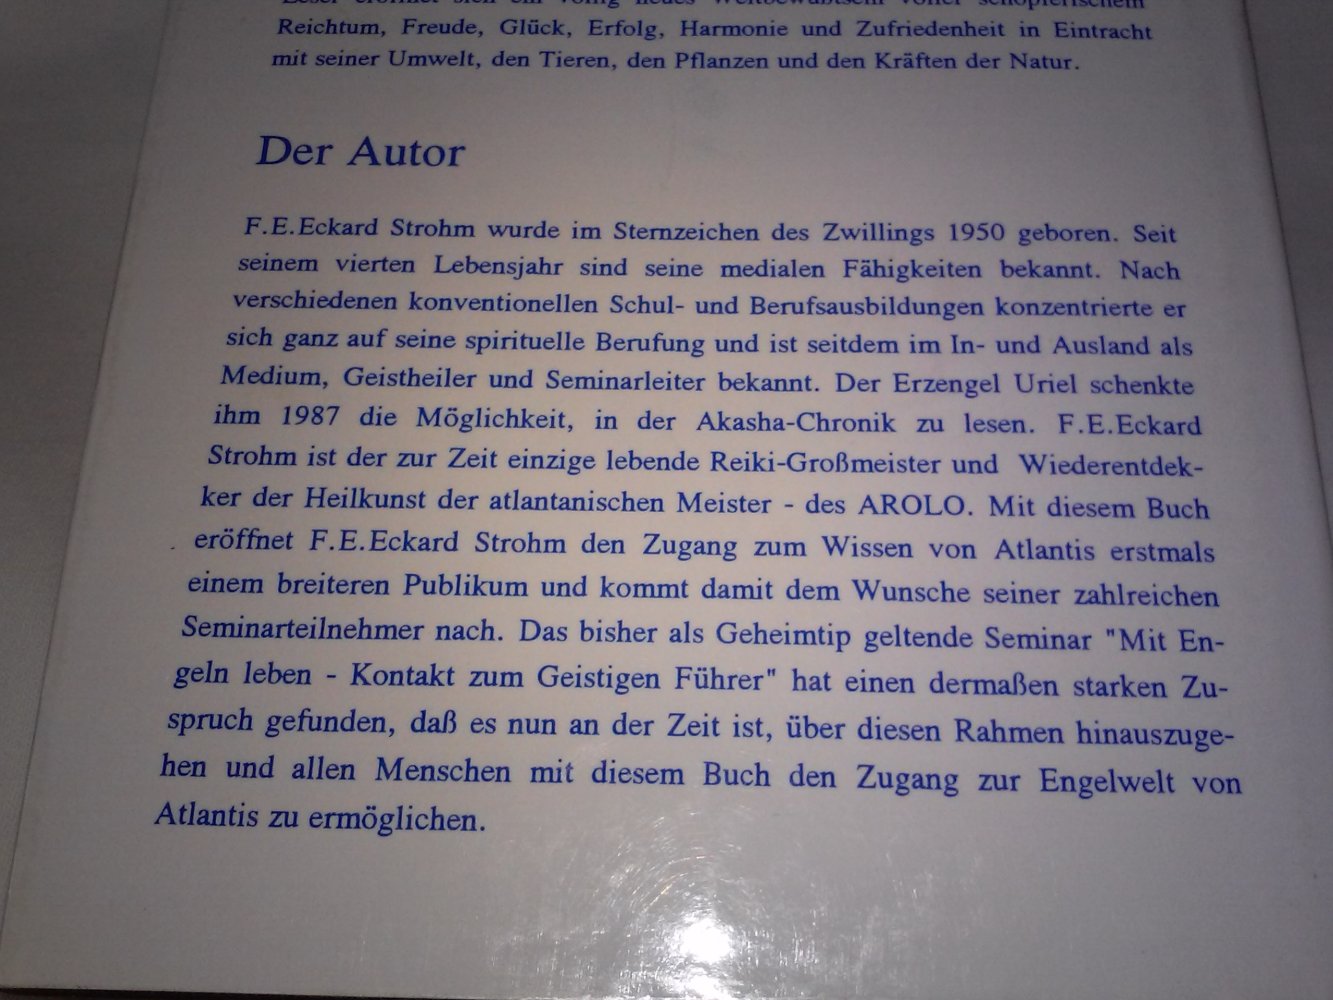 Leser eröffnet sich ein völlig neues Weltbewußtsein voller schöpferischem
Reichtum, Freude, Glück, Erfolg, Harmonie und Zufriedenheit in Eintracht
mit seiner Umwelt, den Tieren, den Pflanzen und den Kräften der Natur.
Der Autor
F.E.Eckard Strohm wurde im Sternzeichen des Zwillings 1950 geboren. Seit
seinem vierten Lebensjahr sind seine medialen Fähigkeiten bekannt. Nach
verschiedenen konventionellen Schul- und Berufsausbildungen konzentrierte er
sich ganz auf seine spirituelle Berufung und ist seitdem im In- und Ausland als
Medium, Geistheiler und Seminarleiter bekannt. Der Erzengel Uriel schenkte
ihm 1987 die Möglichkeit, in der Akasha-Chronik zu lesen. F.E.Eckard
Strohm ist der zur Zeit einzige lebende Reiki-Großmeister und Wiederentdek-
ker der Heilkunst der atlantanischen Meister - des AROLO. Mit diesem Buch
eröffnet F.E.Eckard Strohm den Zugang zum Wissen von Atlantis erstmals
einem breiteren Publikum und kommt damit dem Wunsche seiner zahlreichen
Seminarteilnehmer nach. Das bisher als Geheimtip geltende Seminar "Mit En-
geln leben - Kontakt zum Geistigen Führer" hat einen dermaßen starken Zu-
spruch gefunden, daß es nun an der Zeit ist, über diesen Rahmen hinauszuge-
hen und allen Menschen mit diesem Buch den Zugang zur Engelwelt von
Atlantis zu ermöglichen.